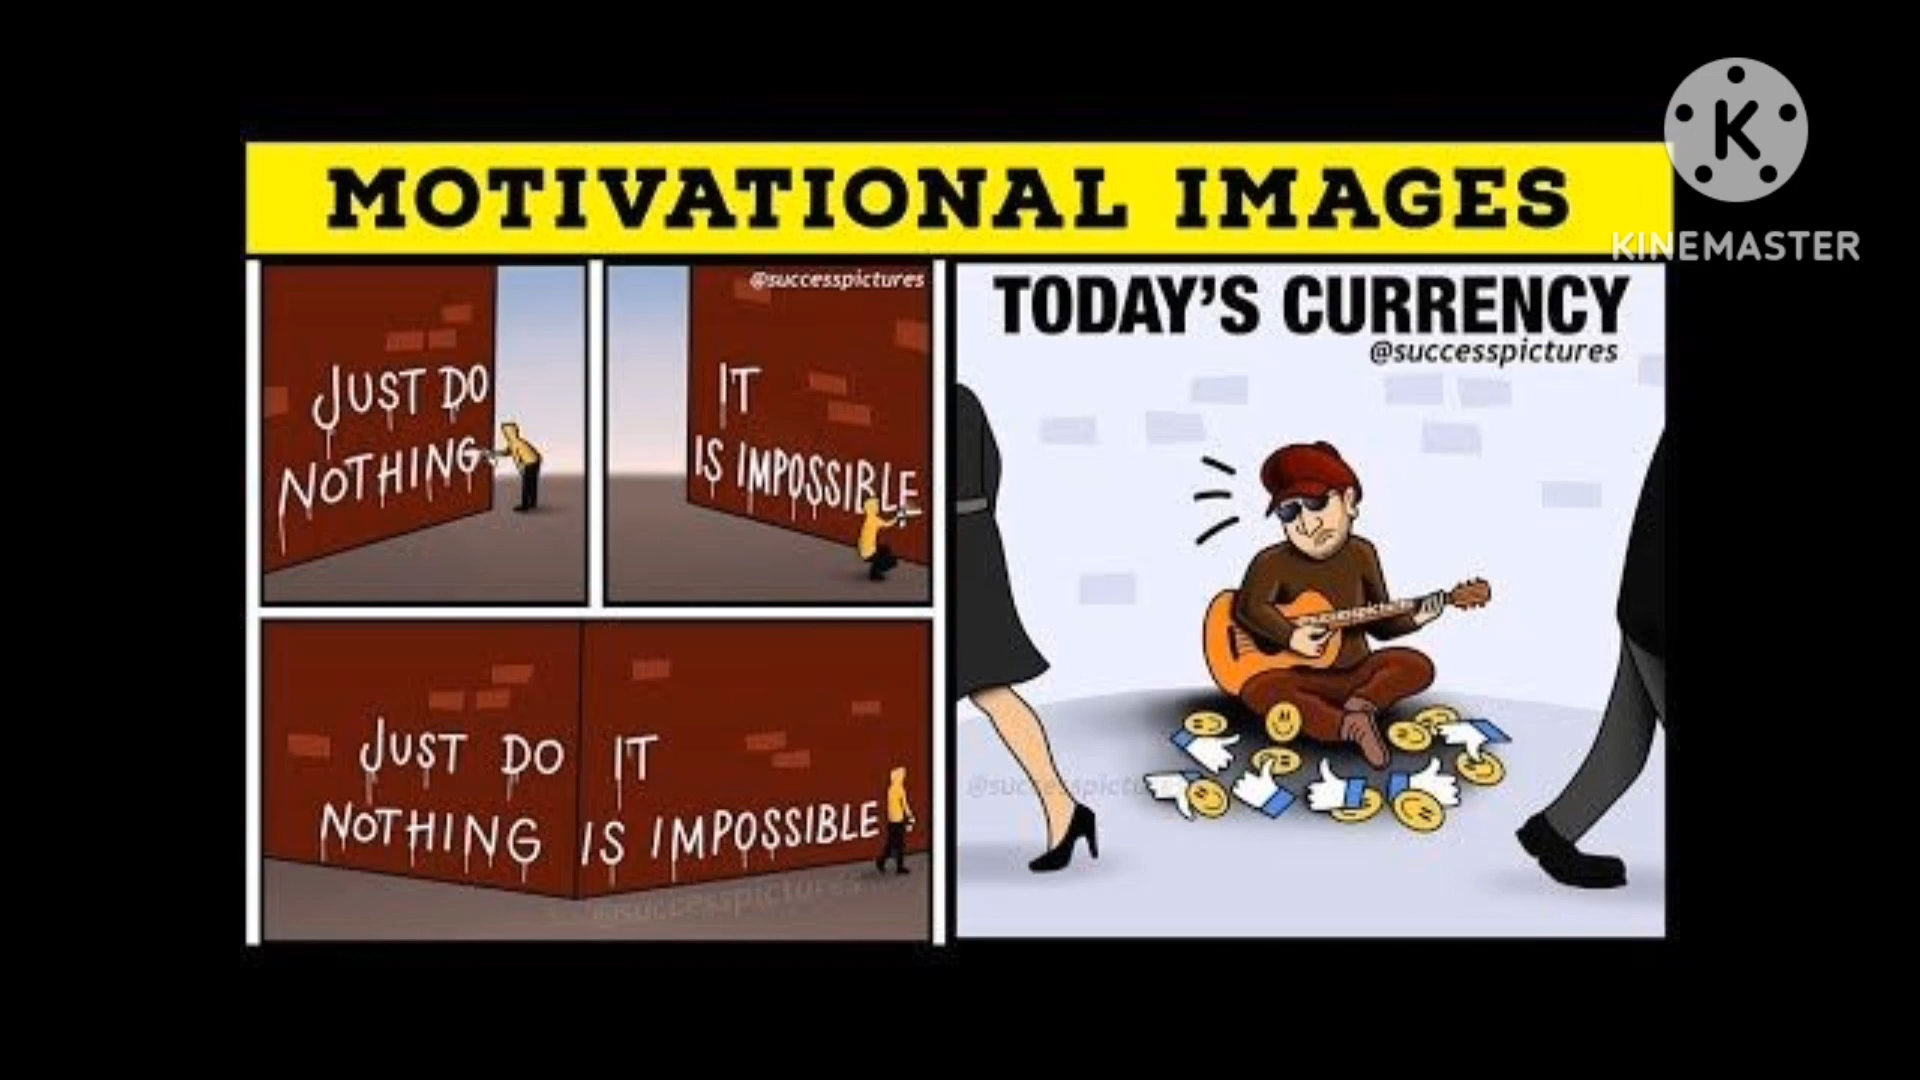 MOTIVATIONAL IMAGES
K
KINEMASTER
JUST DO
NOTHING
@successpictures
IT
IS IMPOSSIBLE
JUST DO IT
NOTHING IS IMPOSSIBLE
@successpictures
TODAY'S CURRENCY
@successpictures